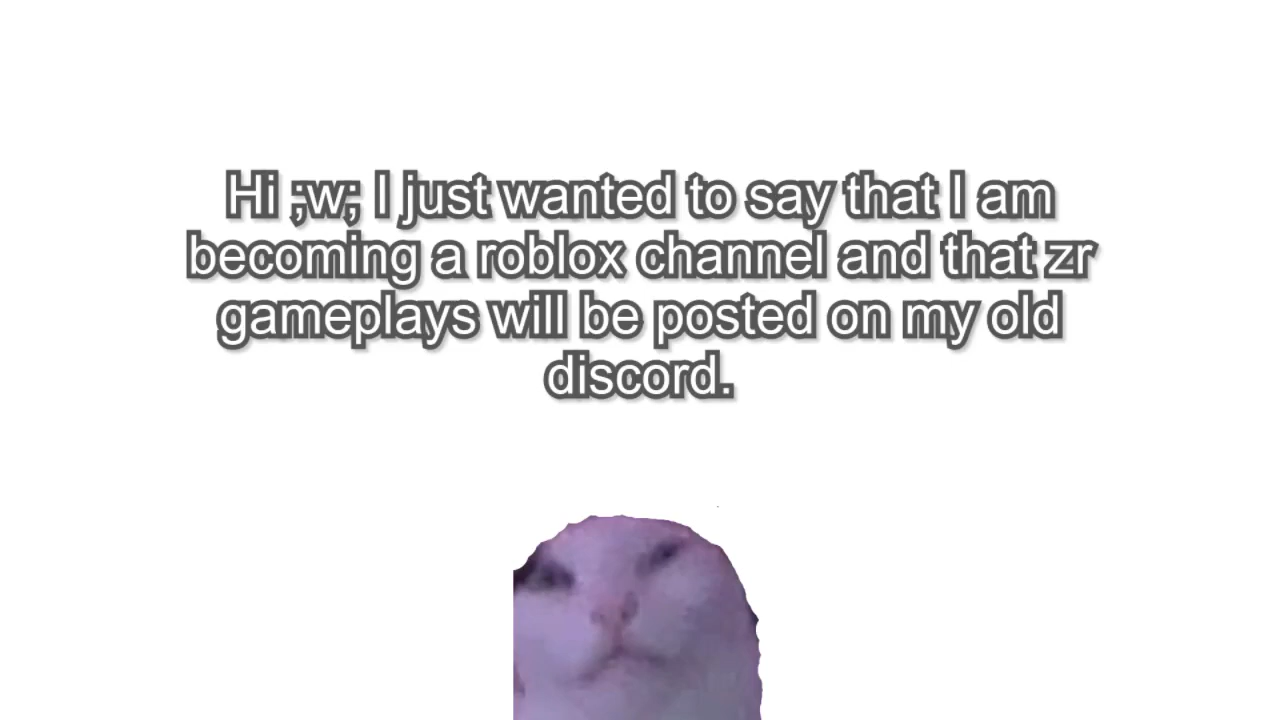 Hi ;w; I just wanted to say that I am
becoming a roblox channel and that zr
gameplays will be posted on my old
discord.